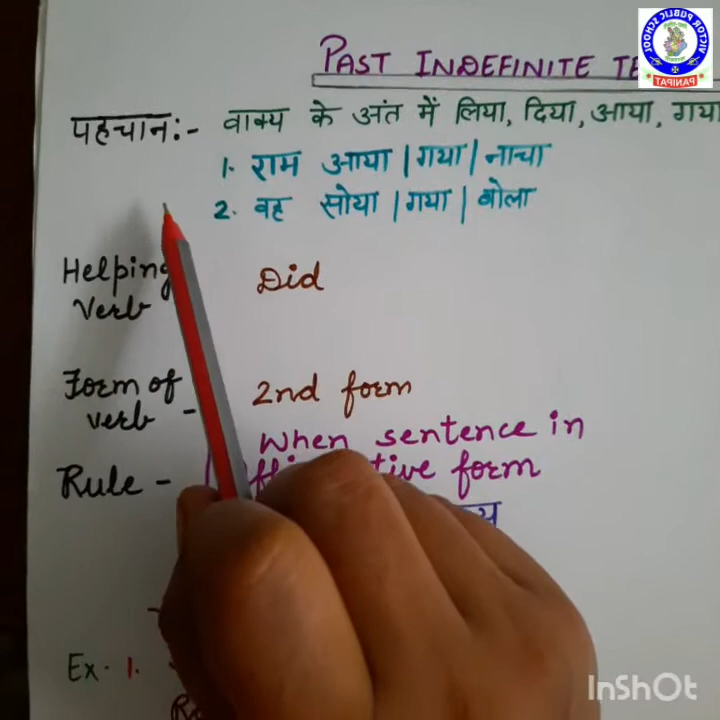 PAST INDEFINITE
पहचान:- वाक्य के अंत में लिया, दिया, आया, गया
1. राम आया | गया | नाचा
2. वह सोया | गया | बोला
Helping Verb Did
Form of verb - 2nd form
Rule - When sentence in
form
Ex. 1.
VICTOR PUBLIC SCHOOL
PANIPAT
InShOt